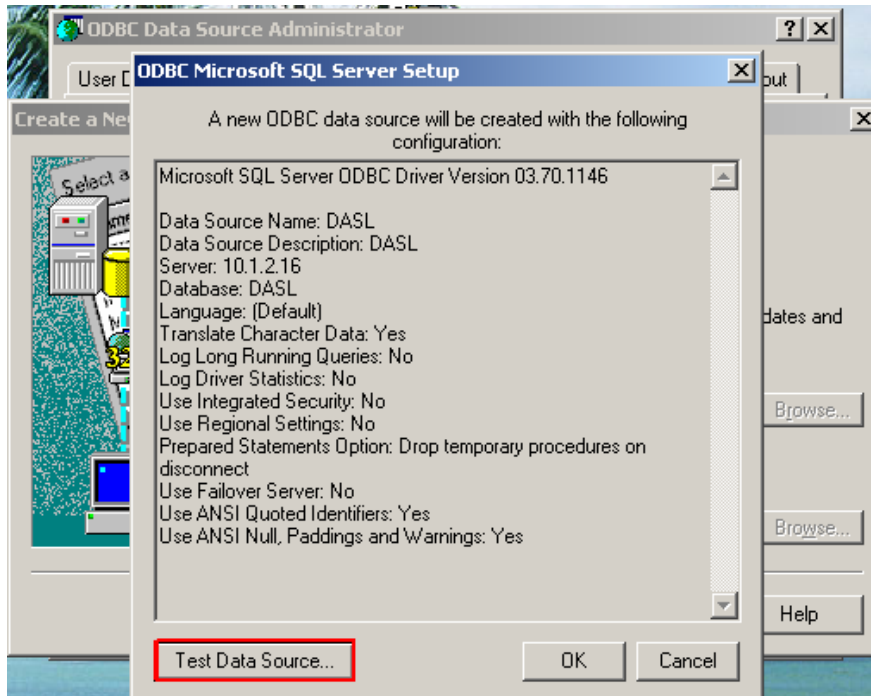 ODBC Data Source Administrator
User D
out
ODBC Microsoft SQL Server Setup
Create a Ne
A new ODBC data source will be created with the following
configuration:
Select a
Microsoft SQL Server ODBC Driver Version 03.70.1146
Data Source Name: DASL
Data Source Description: DASL
Server: 10.1.2.16
Database: DASL
Language: (Default)
Translate Character Data: Yes
dates and
Log Long Running Queries: No
32
Log Driver Statistics: No
Use Integrated Security: No
Browse...
Use Regional Settings: No
Prepared Statements Option: Drop temporary procedures on
disconnect
Use Failover Server: No
Use ANSI Quoted Identifiers: Yes
Browse...
Use ANSI Null, Paddings and Warnings: Yes
Help
Test Data Source...
OK
Cancel